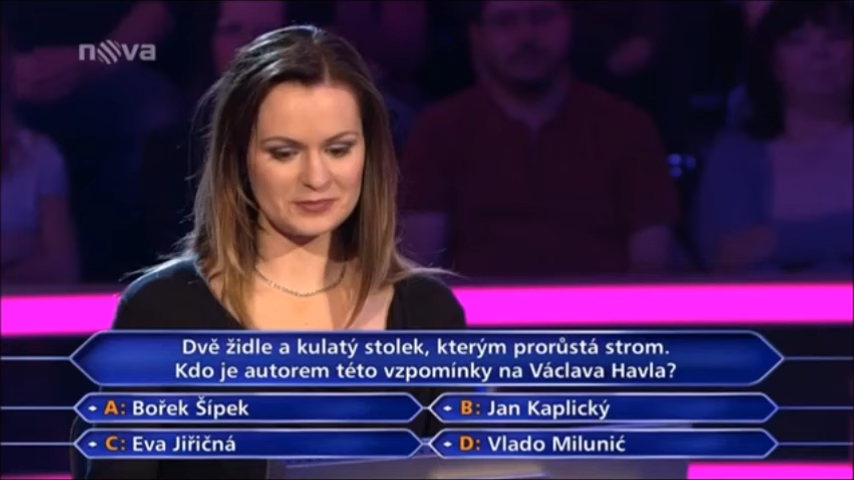 nova
Dvě židle a kulatý stolek, kterým prorůstá strom.
Kdo je autorem této vzpomínky na Václava Havla?
A: Bořek Šípek
B: Jan Kaplický
C: Eva Jiřičná
D: Vlado Milunić